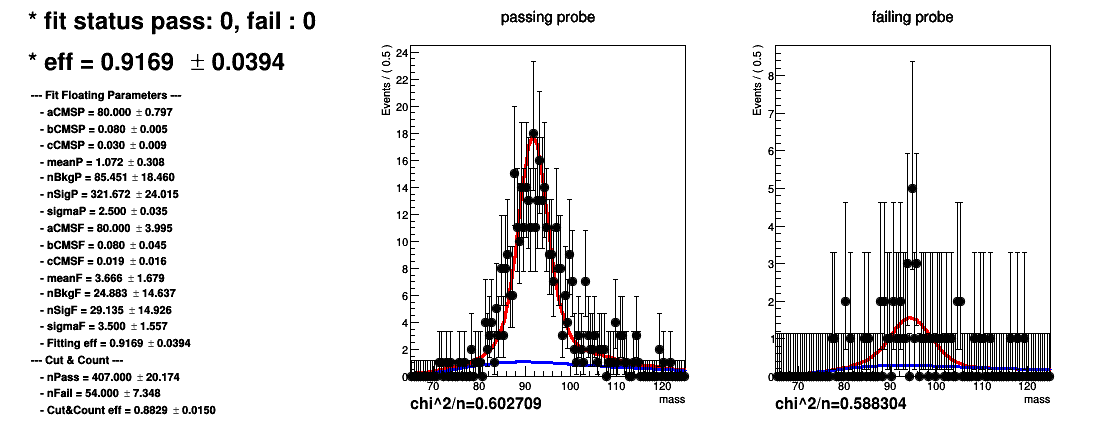 * fit status pass: 0, fail : 0
* eff = 0.9169 ± 0.0394
--- Fit Floating Parameters ---
- aCMSP = 80.000 ± 0.797
- bCMSP = 0.080 ± 0.005
- cCMSP = 0.030 ± 0.009
- meanP = 1.072 ± 0.308
- nBkgP = 85.451 ± 18.460
- nSigP = 321.672 ± 24.015
- sigmaP = 2.500 ± 0.035
- aCMSF = 80.000 ± 3.995
- bCMSF = 0.080 ± 0.045
- cCMSF = 0.019 ± 0.016
- meanF = 3.666 ± 1.679
- nBkgF = 24.883 ± 14.637
- nSigF = 29.135 ± 14.926
- sigmaF = 3.500 ± 1.557
- Fitting eff = 0.9169 ± 0.0394
--- Cut & Count ---
- nPass = 407.000 ± 20.174
- nFail = 54.000 ± 7.348
- Cut&Count eff = 0.8829 ± 0.0150
passing probe
Events / ( 0.5 )
24
22
20
18
16
14
12
10
8
6
4
2
0
70 80 90 100 110 120
mass
chi^2/n=0.602709
failing probe
Events / ( 0.5 )
8
7
6
5
4
3
2
1
0
70 80 90 100 110 120
mass
chi^2/n=0.588304